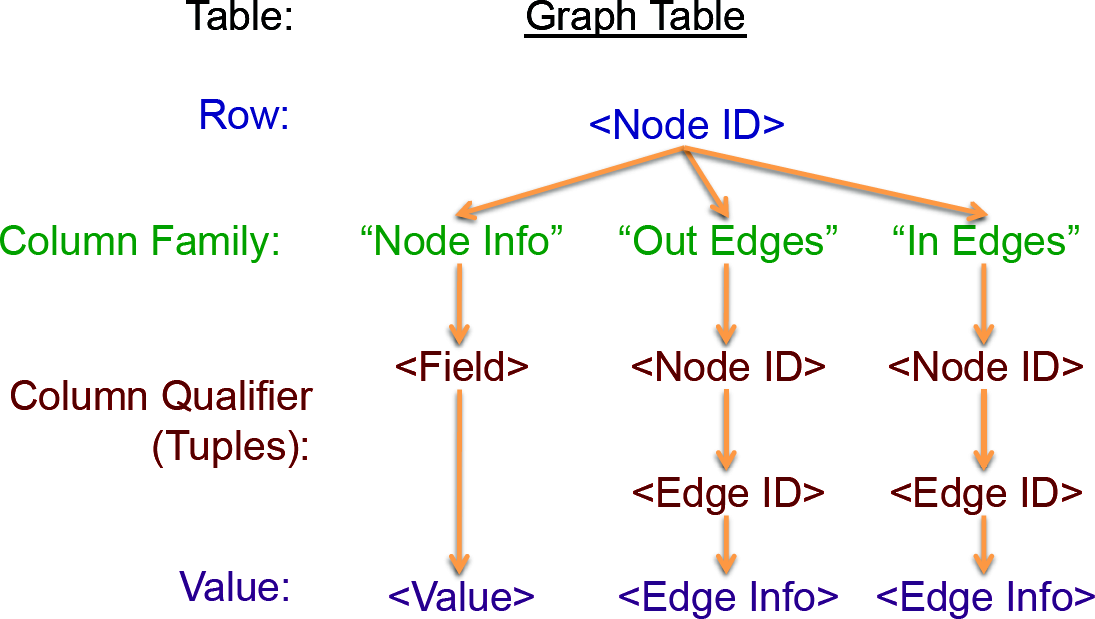 Table: Graph Table
Row: <Node ID>
Column Family: “Node Info” “Out Edges” “In Edges”
<Field> <Node ID> <Node ID>
Column Qualifier
(Tuples):
<Edge ID> <Edge ID>
Value: <Value> <Edge Info> <Edge Info>